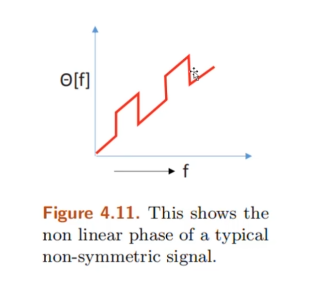 Θ[f]
f
Figure 4.11. This shows the
non linear phase of a typical
non-symmetric signal.